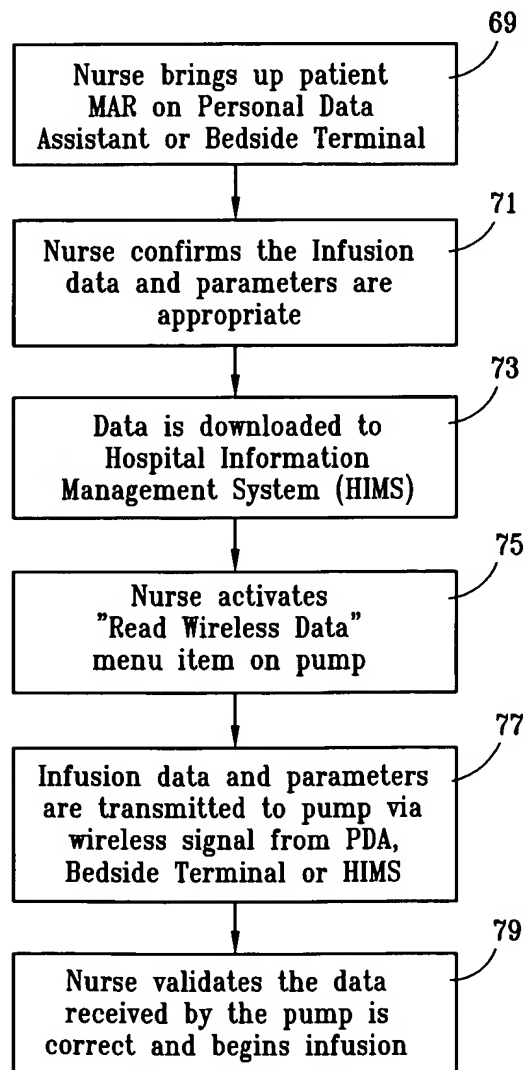 69
Nurse brings up patient
MAR on Personal Data
Assistant or Bedside Terminal
71
Nurse confirms the Infusion
data and parameters are
appropriate
73
Data is downloaded to
Hospital Information
Management System (HIMS)
75
Nurse activates
"Read Wireless Data"
menu item on pump
77
Infusion data and parameters
are transmitted to pump via
wireless signal from PDA,
Bedside Terminal or HIMS
79
Nurse validates the data
received by the pump is
correct and begins infusion